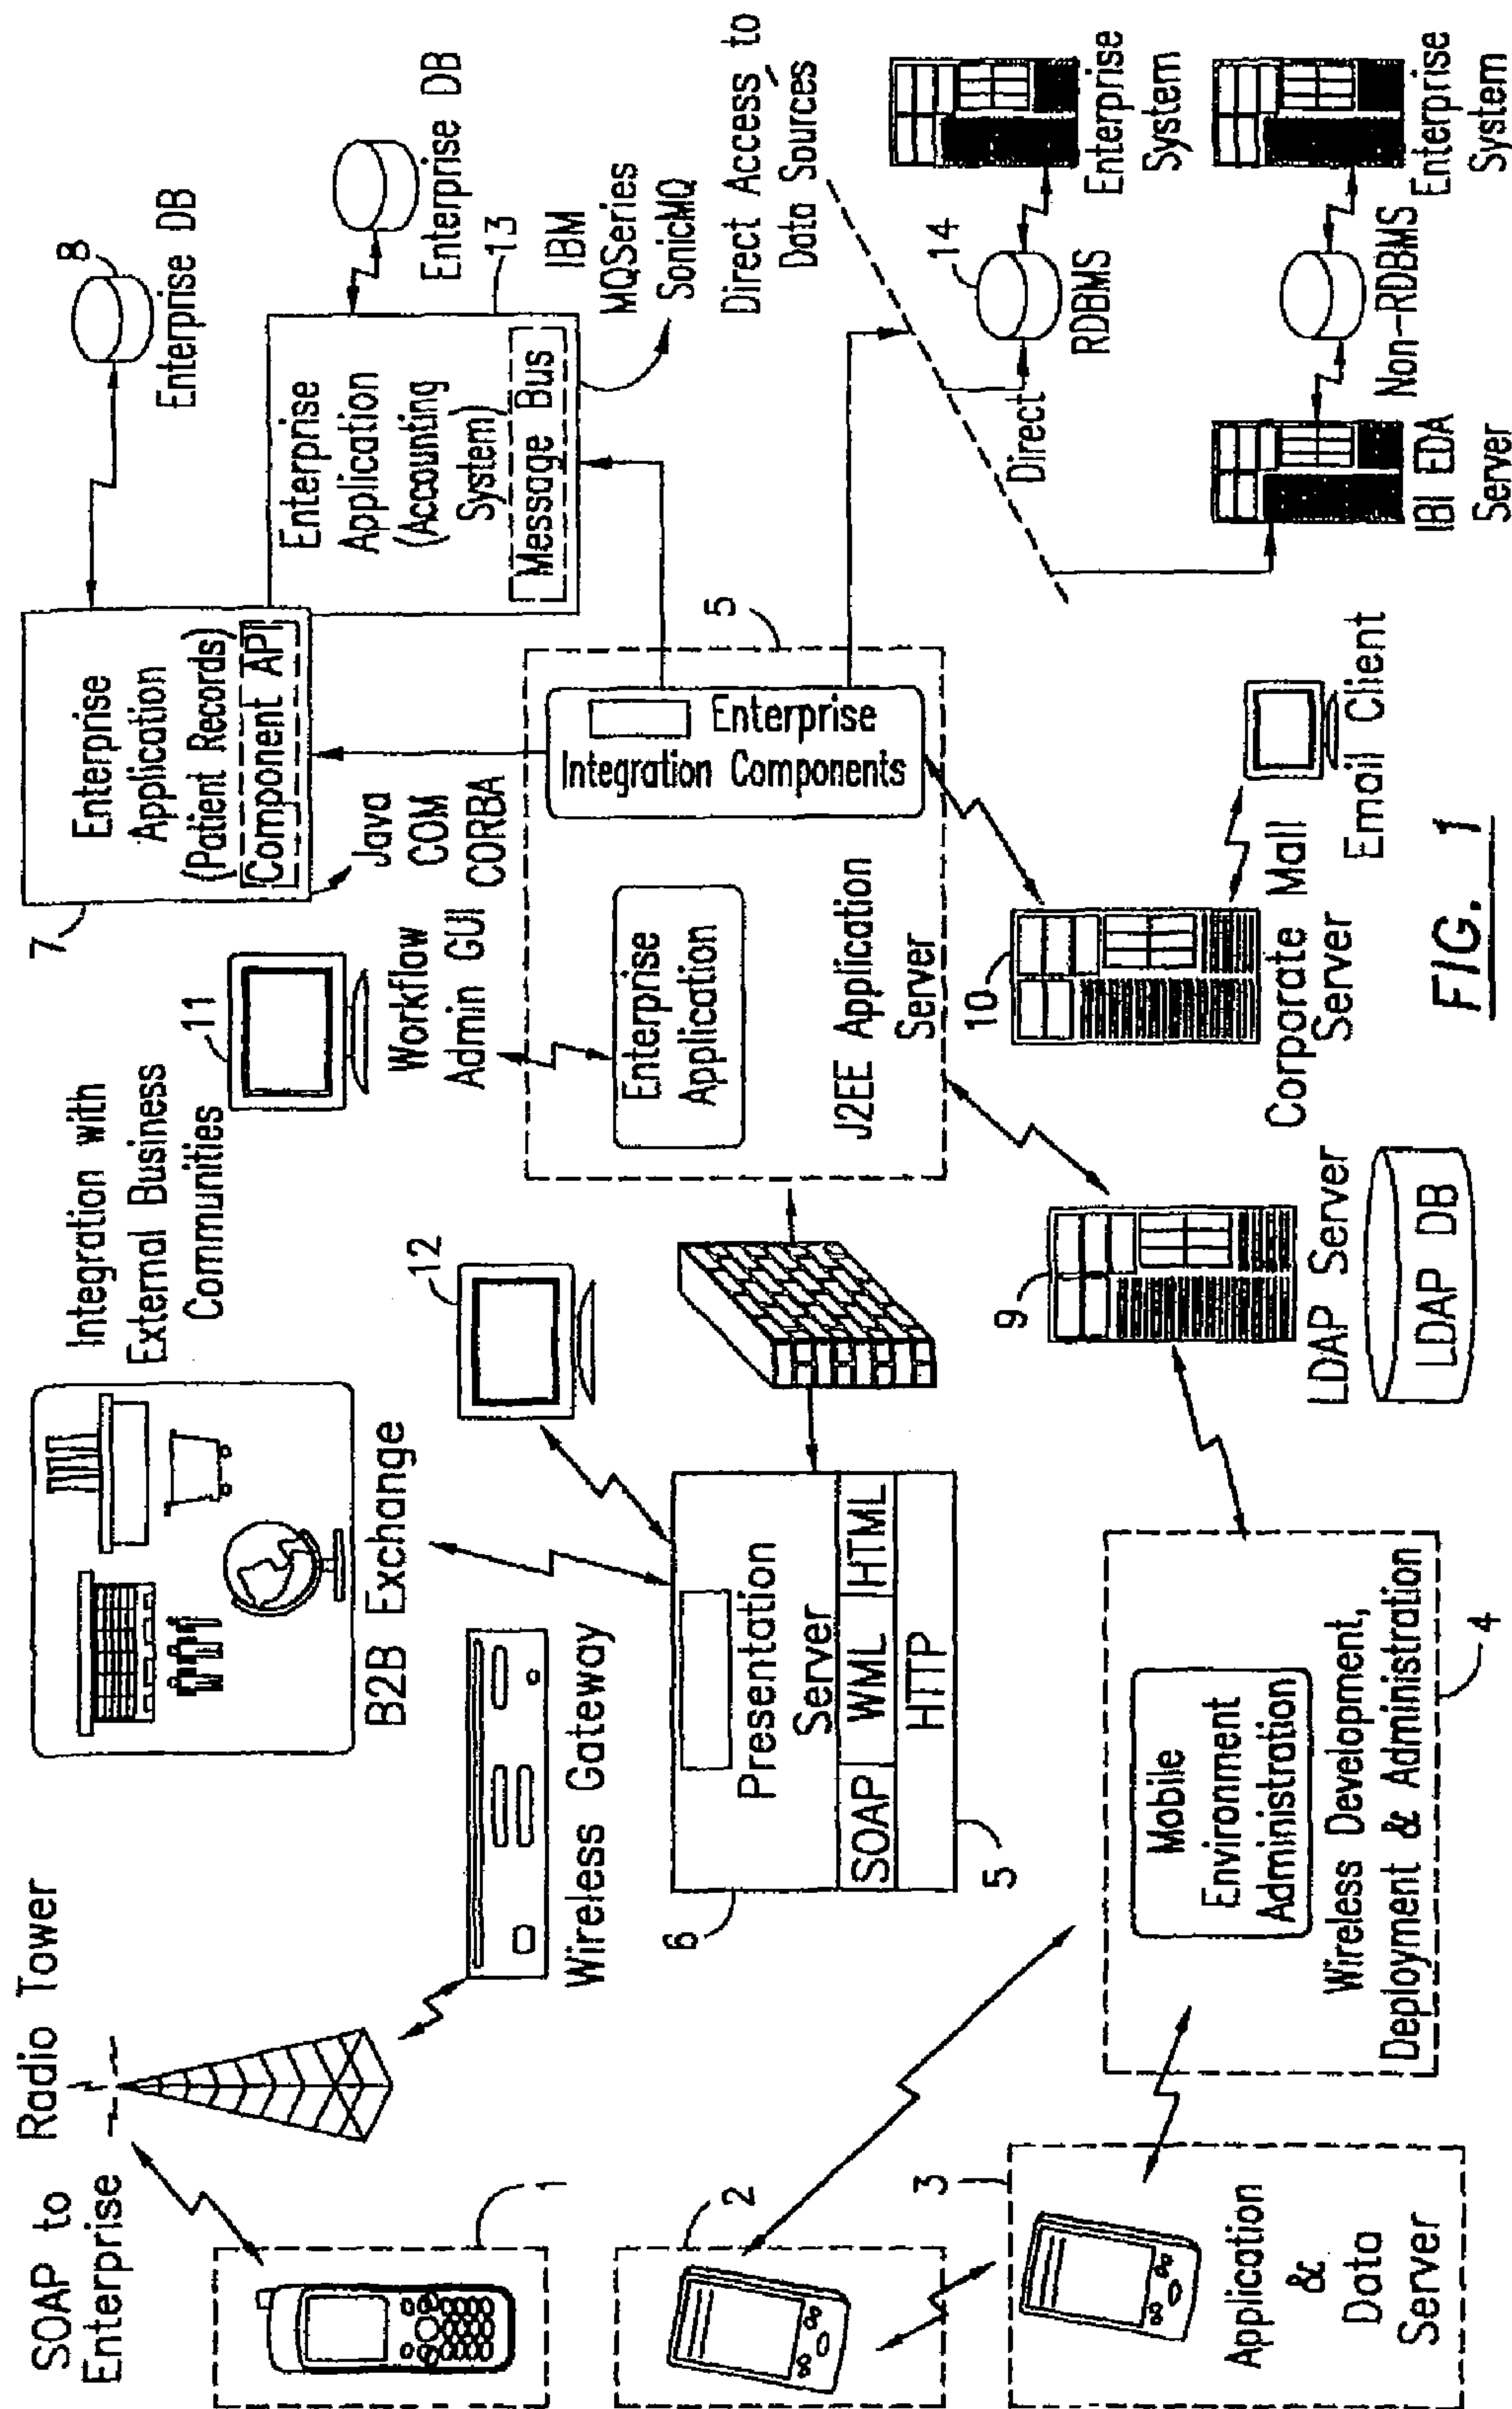 SOAP to
Enterprise
Radio Tower
1
2
3
Application
&
Data
Server
Wireless Gateway
B2B Exchange
Integration with
External Business
Communities
11
12
Workflow
Admin GUI
6
Presentation
Server
SOAP
WML
HTML
HTTP
5
Mobile
Environment
Administration
Wireless Development,
Deployment & Administration
4
9
LDAP Server
LDAP DB
10
Corporate Mail
Server
Email Client
Enterprise
Application
J2EE Application
Server
Enterprise
Integration Components
5
7
Enterprise
Application
(Patient Records)
Component API
Java
COM
CORBA
8
Enterprise DB
Enterprise
Application
(Accounting
System)
Message Bus
Enterprise DB
13
IBM
MQSeries
SonicMQ
Direct Access to
Data Sources
Direct
14
RDBMS
Enterprise
System
IBI EDA
Server
Non-RDBMS
Enterprise
System
FIG. 1